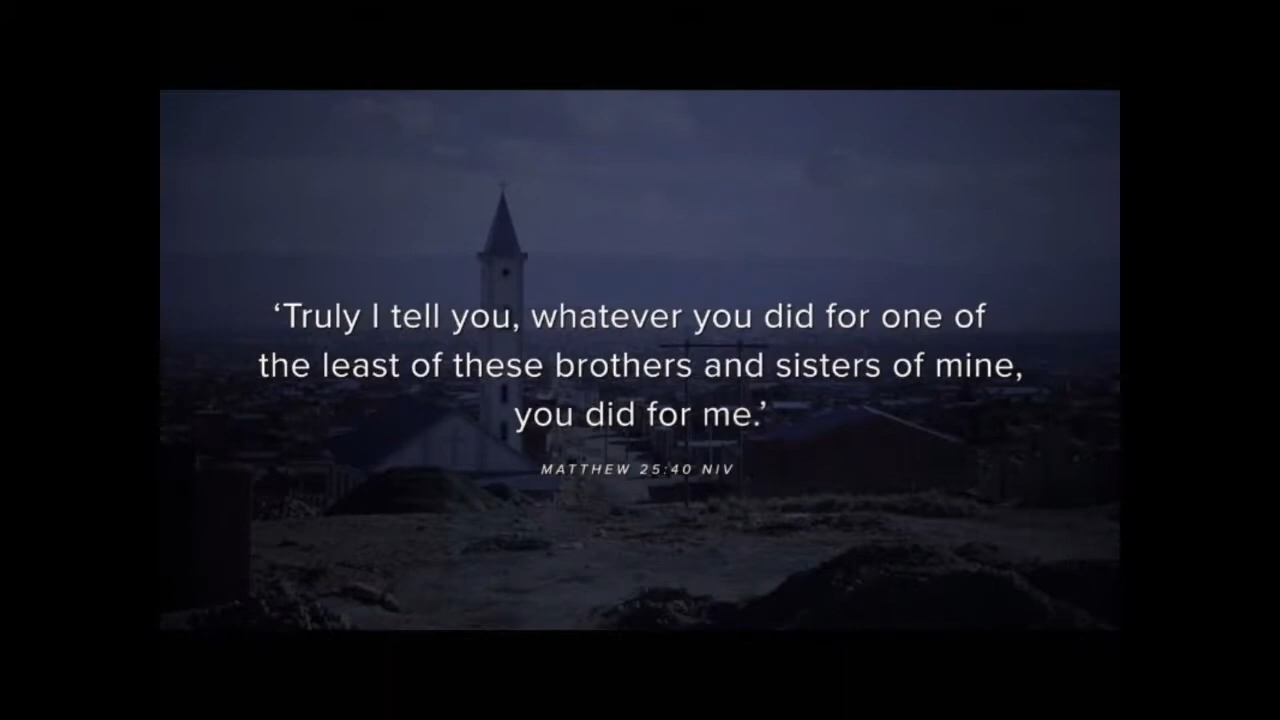 ‘Truly I tell you, whatever you did for one of
the least of these brothers and sisters of mine,
you did for me.’
MATTHEW 25:40 NIV